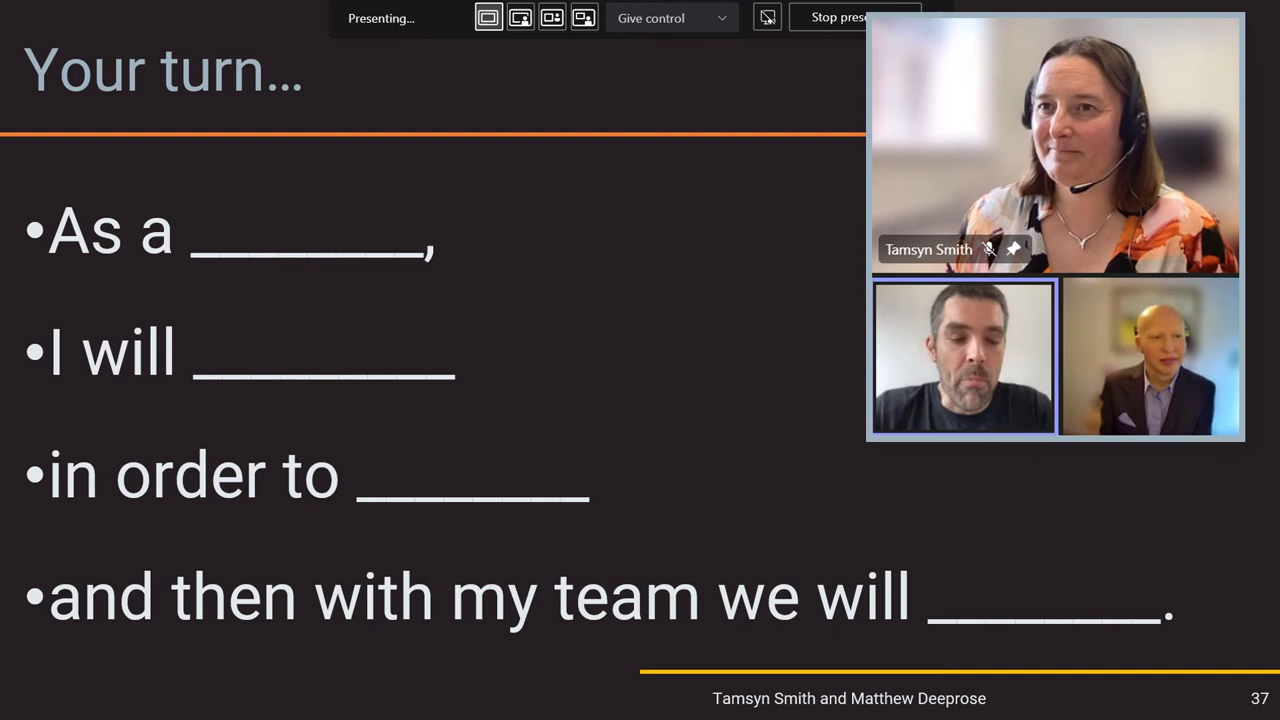 Presenting...
Give control
Stop prese
Your turn...
•As a ________,
•I will _________
•in order to ________
•and then with my team we will ________.
Tamsyn Smith
Tamsyn Smith and Matthew Deeprose
37